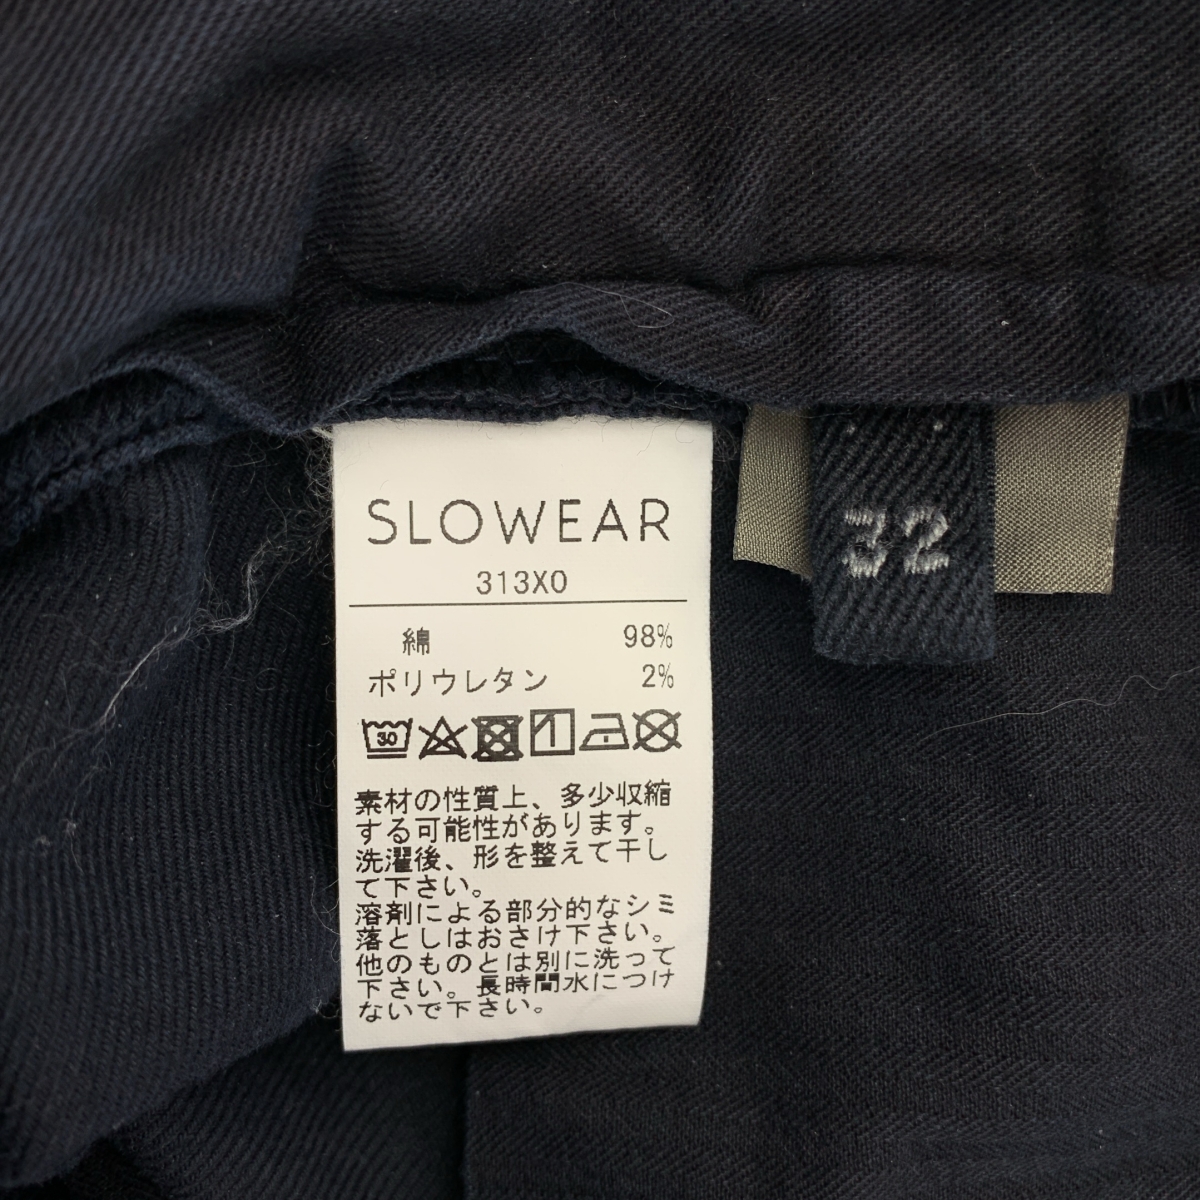 SLOWEAR
313X0
綿 98%
ポリウレタン 2%
30
素材の性質上、多少収縮
する可能性があります。
洗濯後、形を整えて干し
て下さい。
溶剤による部分的なシミ
落としはおさけ下さい。
他のものとは別に洗って
下さい。長時間水につけ
ないで下さい。
32